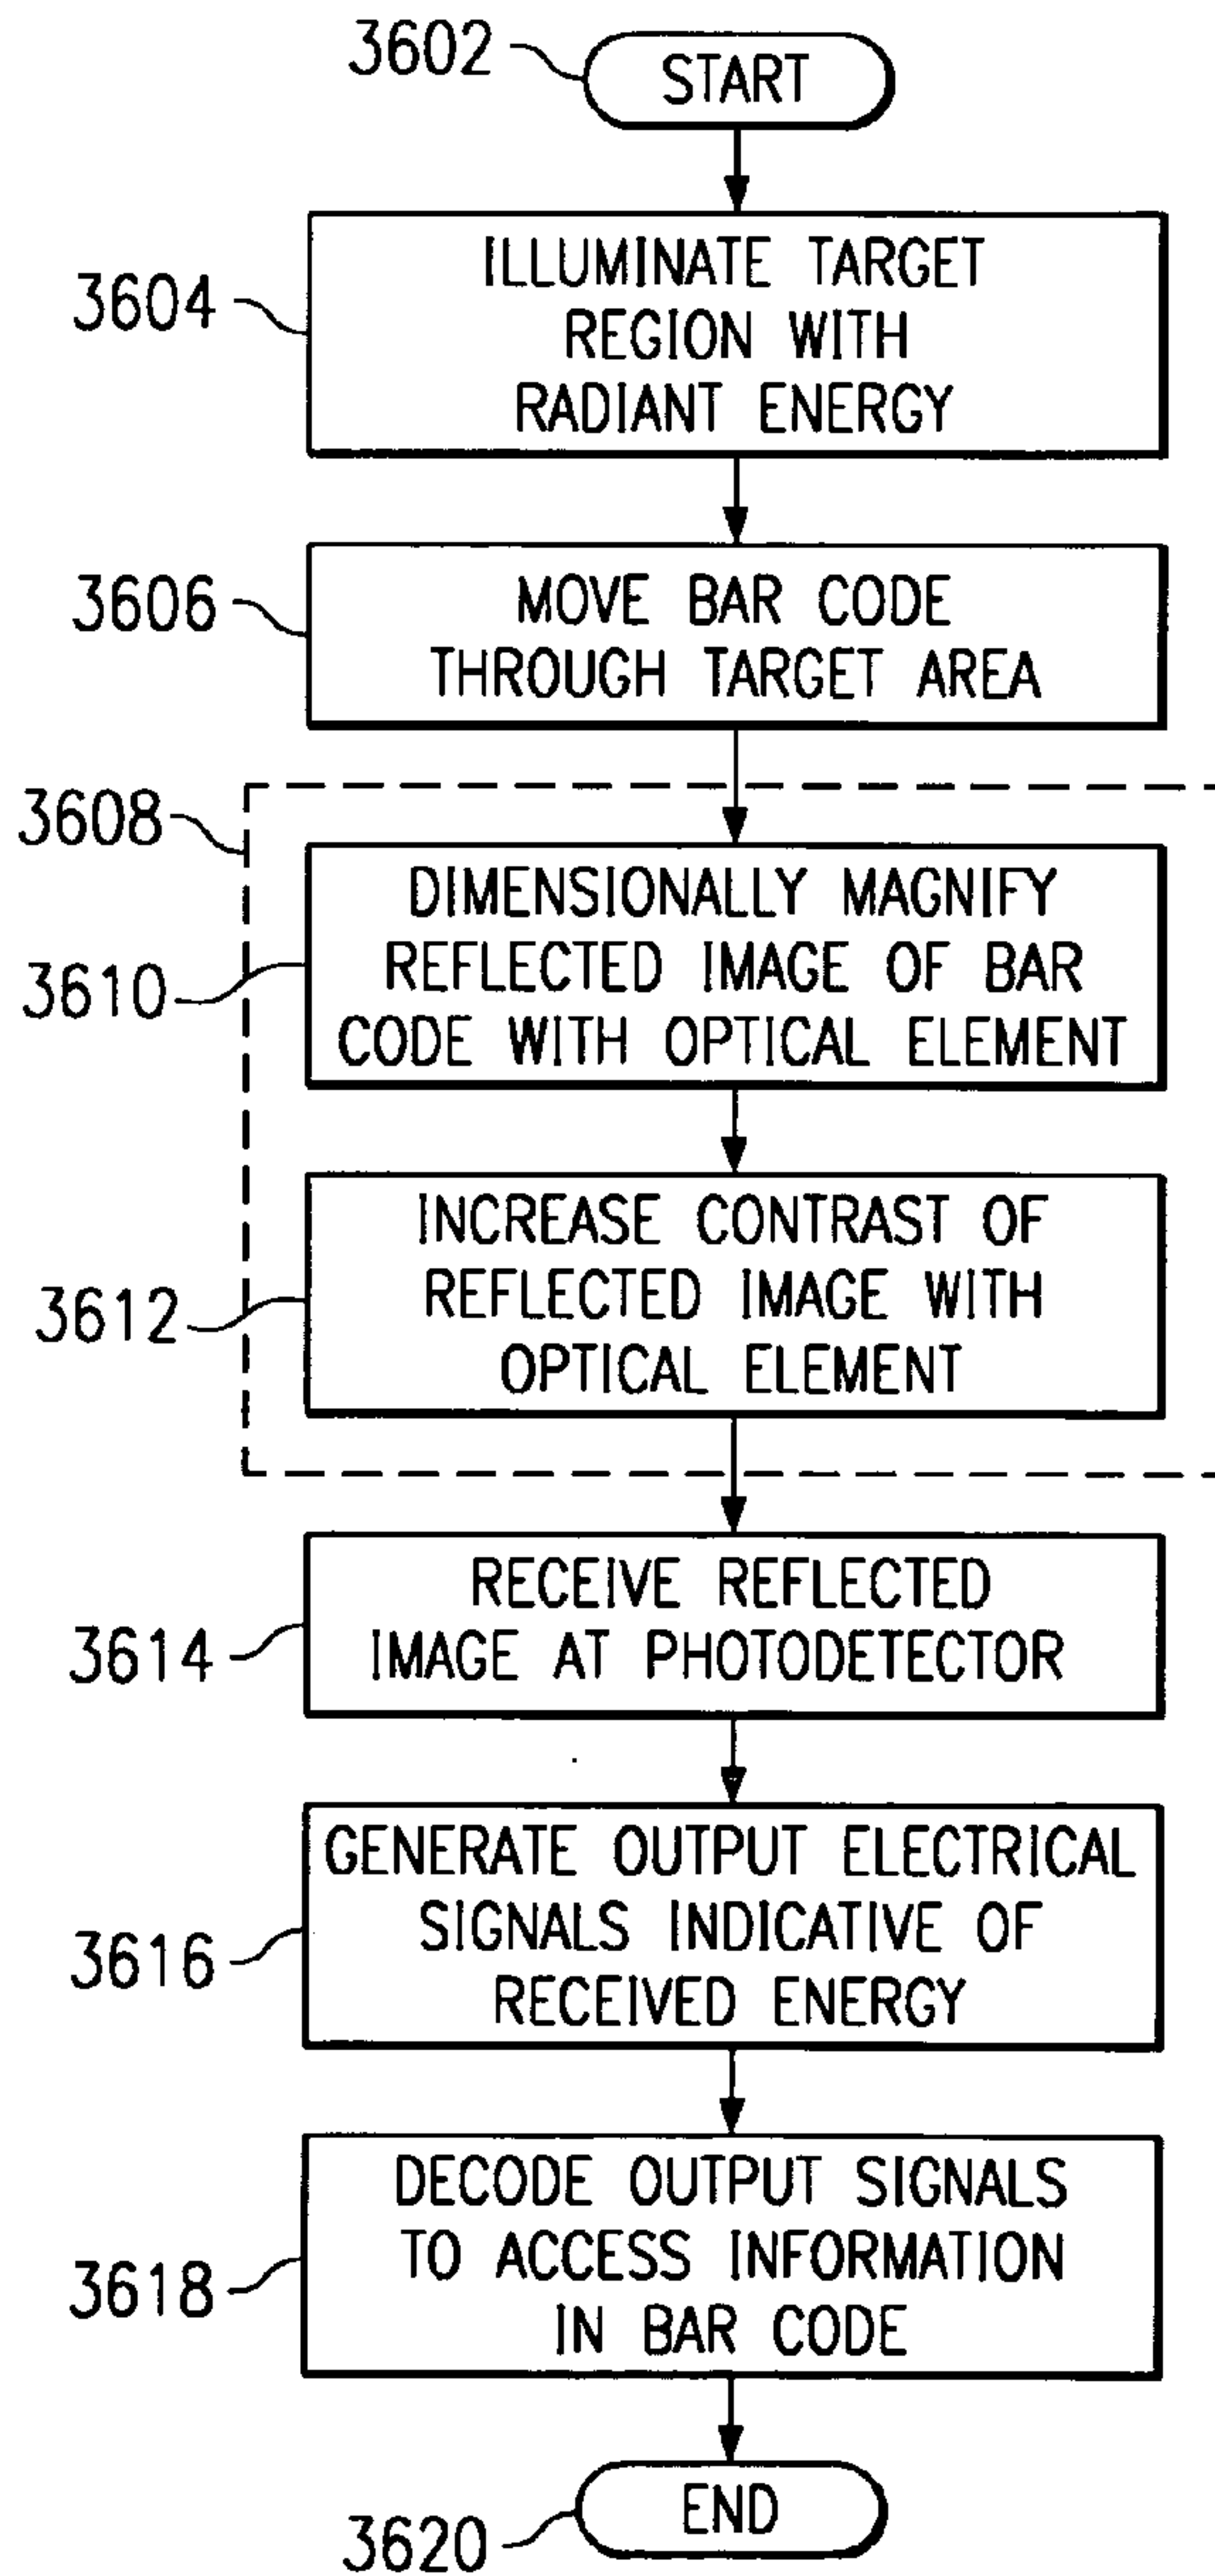 3602
START
3604
ILLUMINATE TARGET
REGION WITH
RADIANT ENERGY
3606
MOVE BAR CODE
THROUGH TARGET AREA
3608
3610
DIMENSIONALLY MAGNIFY
REFLECTED IMAGE OF BAR
CODE WITH OPTICAL ELEMENT
3612
INCREASE CONTRAST OF
REFLECTED IMAGE WITH
OPTICAL ELEMENT
3614
RECEIVE REFLECTED
IMAGE AT PHOTODETECTOR
3616
GENERATE OUTPUT ELECTRICAL
SIGNALS INDICATIVE OF
RECEIVED ENERGY
3618
DECODE OUTPUT SIGNALS
TO ACCESS INFORMATION
IN BAR CODE
3620
END